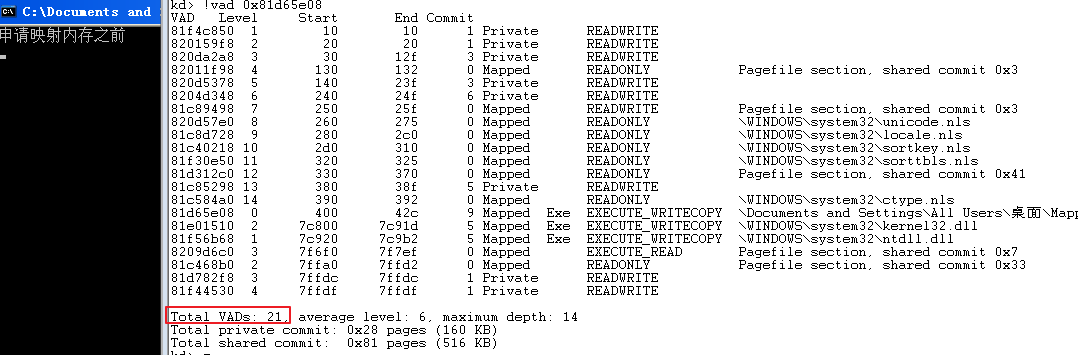 C:\Documents and
申请映射内存之前
kd> !vad 0x81d65e08
VAD Level Start End Commit
81f4c850 1 10 10 1 Private READWRITE
820159f8 2 20 20 1 Private READWRITE
820da2a8 3 30 12f 3 Private READWRITE
82011f98 4 130 132 0 Mapped READONLY Pagefile section, shared commit 0x3
820d5378 5 140 23f 3 Private READWRITE
8204d348 6 240 24f 6 Private READWRITE
81c89498 7 250 25f 0 Mapped READWRITE Pagefile section, shared commit 0x3
820d57e0 8 260 275 0 Mapped READONLY \WINDOWS\system32\unicode.nls
81c8d728 9 280 2c0 0 Mapped READONLY \WINDOWS\system32\locale.nls
81c40218 10 2d0 310 0 Mapped READONLY \WINDOWS\system32\sortkey.nls
81f30e50 11 320 325 0 Mapped READONLY \WINDOWS\system32\sorttbls.nls
81d312c0 12 330 370 0 Mapped READONLY Pagefile section, shared commit 0x41
81c85298 13 380 38f 5 Private READWRITE
81c584a0 14 390 392 0 Mapped READONLY \WINDOWS\system32\ctype.nls
81d65e08 0 400 42c 9 Mapped Exe EXECUTE_WRITECOPY \Documents and Settings\All Users\桌面\Mapp
81e01510 2 7c800 7c91d 5 Mapped Exe EXECUTE_WRITECOPY \WINDOWS\system32\kernel32.dll
81f56b68 1 7c920 7c9b2 5 Mapped Exe EXECUTE_WRITECOPY \WINDOWS\system32\ntdll.dll
8209d6c0 3 7f6f0 7f7ef 0 Mapped EXECUTE_READ Pagefile section, shared commit 0x7
81c468b0 2 7ffa0 7ffd2 0 Mapped READONLY Pagefile section, shared commit 0x33
81d782f8 3 7ffdc 7ffdc 1 Private READWRITE
81f44530 4 7ffdf 7ffdf 1 Private READWRITE
Total VADs: 21, average level: 6, maximum depth: 14
Total private commit: 0x28 pages (160 KB)
Total shared commit: 0x81 pages (516 KB)